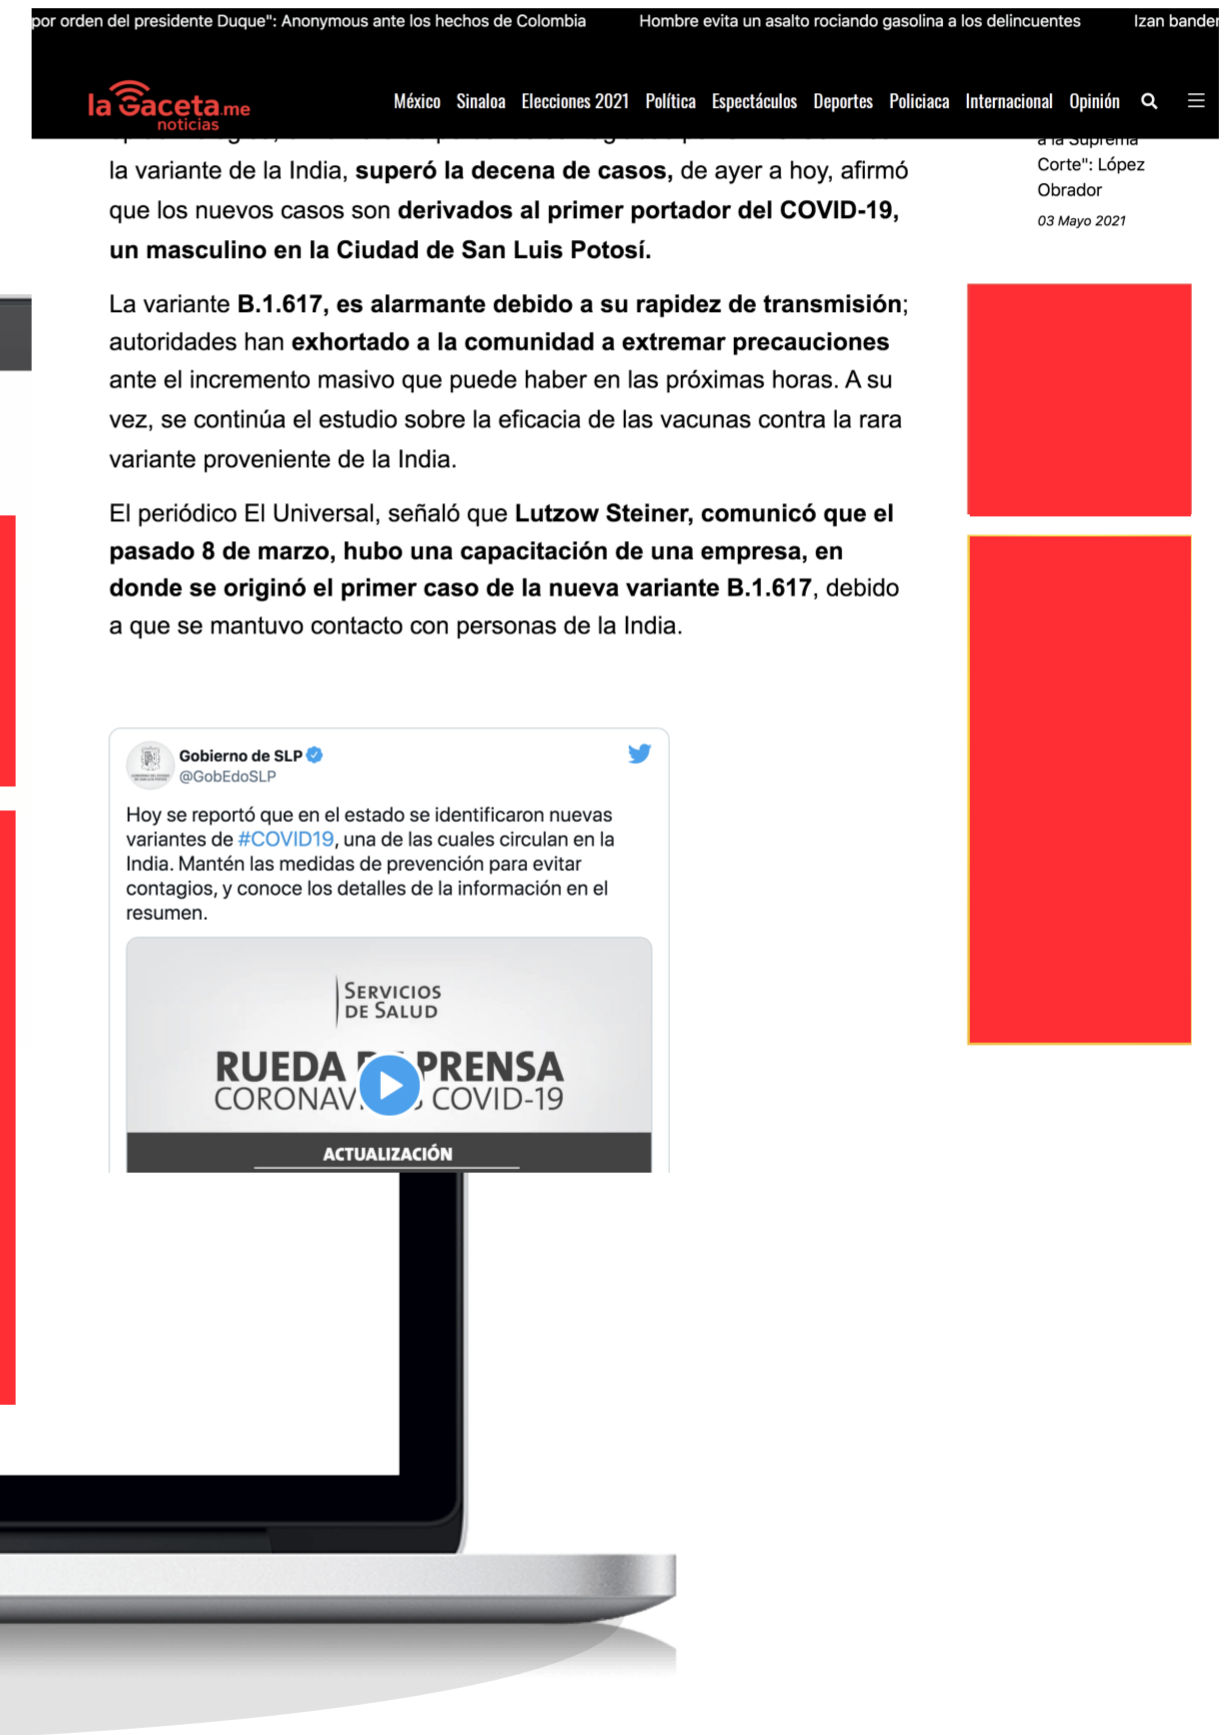 por orden del presidente Duque": Anonymous ante los hechos de Colombia Hombre evita un asalto rociando gasolina a los delincuentes Izan
la Gaceta.me
noticias
México Sinaloa Elecciones 2021 Política Espectáculos Deportes Policiaca Internacional Opinión
la variante de la India, superó la decena de casos, de ayer a hoy, afirmó
que los nuevos casos son derivados al primer portador del COVID-19,
un masculino en la Ciudad de San Luis Potosí.
La variante B.1.617, es alarmante debido a su rapidez de transmisión;
autoridades han exhortado a la comunidad a extremar precauciones
ante el incremento masivo que puede haber en las próximas horas. A su
vez, se continúa el estudio sobre la eficacia de las vacunas contra la rara
variante proveniente de la India.
El periódico El Universal, señaló que Lutzow Steiner, comunicó que el
pasado 8 de marzo, hubo una capacitación de una empresa, en
donde se originó el primer caso de la nueva variante B.1.617, debido
a que se mantuvo contacto con personas de la India.
a la Suprema
Corte": López
Obrador
03 Mayo 2021
Gobierno de SLP
@GobEdoSLP
Hoy se reportó que en el estado se identificaron nuevas
variantes de #COVID19, una de las cuales circulan en la
India. Mantén las medidas de prevención para evitar
contagios, y conoce los detalles de la información en el
resumen.
SERVICIOS
DE SALUD
RUEDA DE PRENSA
CORONAVIRUS COVID-19
ACTUALIZACIÓN